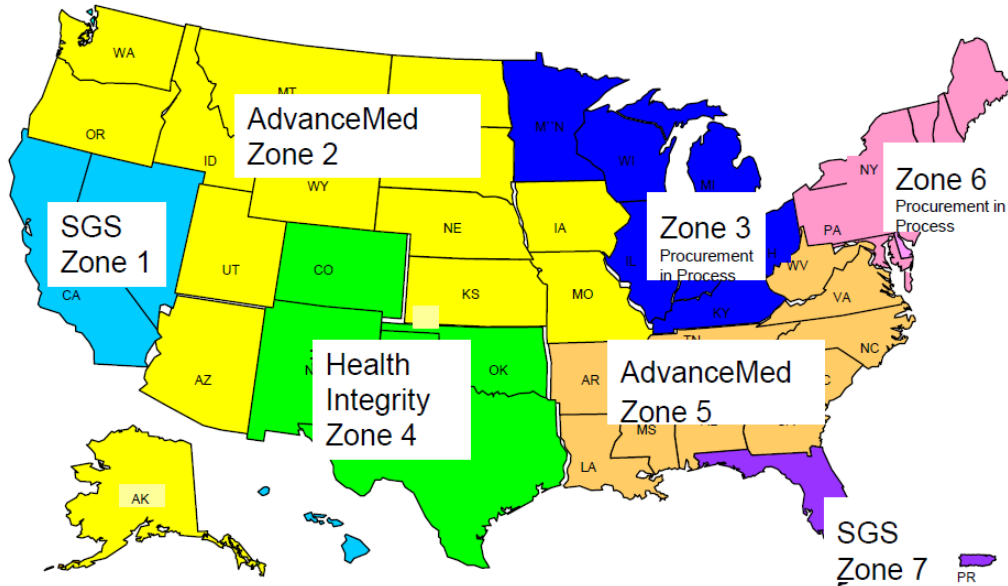 WA
MT
OR
ID
AdvanceMed
Zone 2
WY
NE
IA
UT
KS
MO
AZ
AK
SGS
Zone 1
CA
CO
Health
Integrity
Zone 4
OK
WI
MI
IL
KY
Zone 3
Procurement
in Process
NY
PA
Zone 6
Procurement in
Process
WV
VA
NC
TN
AR
MS
LA
AdvanceMed
Zone 5
SGS
Zone 7
PR